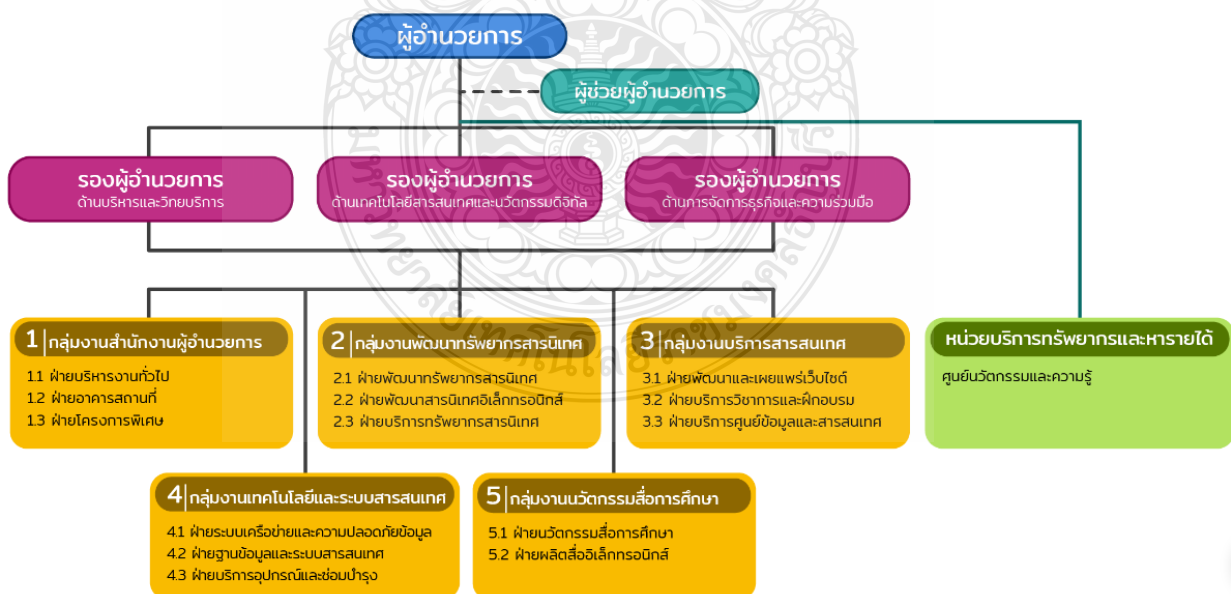 ผู้อำนวยการ
ผู้ช่วยผู้อำนวยการ
รองผู้อำนวยการ
ด้านบริหารและวิทยบริการ
รองผู้อำนวยการ
ด้านเทคโนโลยีสารสนเทศและนวัตกรรมดิจิทัล
รองผู้อำนวยการ
ด้านการจัดการธุรกิจและความร่วมมือ
1 กลุ่มงานสำนักงานผู้อำนวยการ
1.1 ฝ่ายบริหารงานทั่วไป
1.2 ฝ่ายอาคารสถานที่
1.3 ฝ่ายโครงการพิเศษ
2 กลุ่มงานพัฒนาทรัพยากรสารนิเทศ
2.1 ฝ่ายพัฒนาทรัพยากรสารนิเทศ
2.2 ฝ่ายพัฒนาสารนิเทศอิเล็กทรอนิกส์
2.3 ฝ่ายบริการทรัพยากรสารนิเทศ
3 กลุ่มงานบริการสารสนเทศ
3.1 ฝ่ายพัฒนาและเผยแพร่เว็บไซต์
3.2 ฝ่ายบริการวิชาการและฝึกอบรม
3.3 ฝ่ายบริการศูนย์ข้อมูลและสารสนเทศ
หน่วยบริการทรัพยากรและหารายได้
ศูนย์นวัตกรรมและความรู้
4 กลุ่มงานเทคโนโลยีและระบบสารสนเทศ
4.1 ฝ่ายระบบเครือข่ายและความปลอดภัยข้อมูล
4.2 ฝ่ายฐานข้อมูลและระบบสารสนเทศ
4.3 ฝ่ายบริการอุปกรณ์และซ่อมบำรุง
5 กลุ่มงานนวัตกรรมสื่อการศึกษา
5.1 ฝ่ายนวัตกรรมสื่อการศึกษา
5.2 ฝ่ายผลิตสื่ออิเล็กทรอนิกส์
มหาวิทยาลัยเทคโนโลยีราชมงคลธัญบุรี